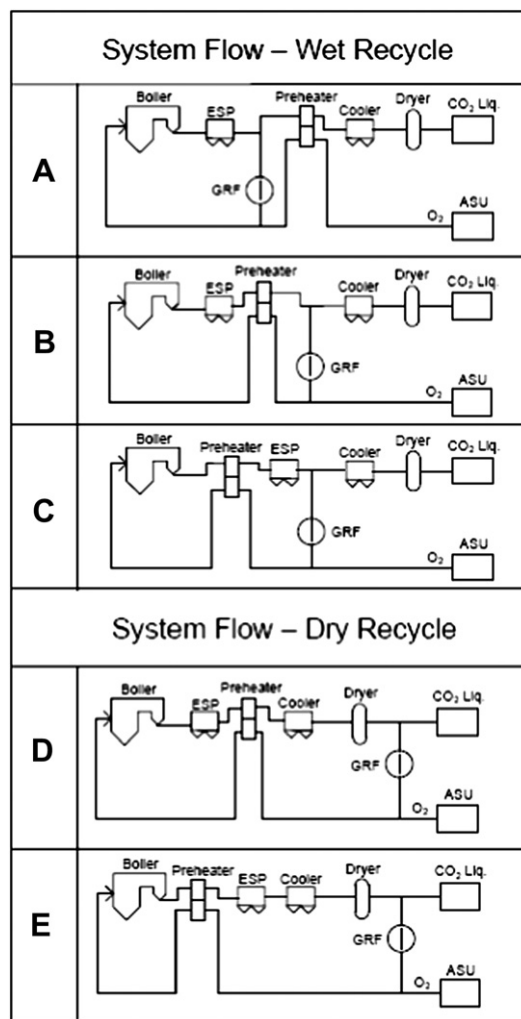 System Flow – Wet Recycle
A
Boiler
ESP
Preheater
Cooler
Dryer
CO₂ Liq.
GRF
O₂
ASU
B
Boiler
ESP
Preheater
Cooler
Dryer
CO₂ Liq.
GRF
O₂
ASU
C
Boiler
Preheater
ESP
Cooler
Dryer
CO₂ Liq.
GRF
O₂
ASU
System Flow – Dry Recycle
D
Boiler
ESP
Preheater
Cooler
Dryer
CO₂ Liq.
GRF
O₂
ASU
E
Boiler
Preheater
ESP
Cooler
Dryer
CO₂ Liq.
GRF
O₂
ASU